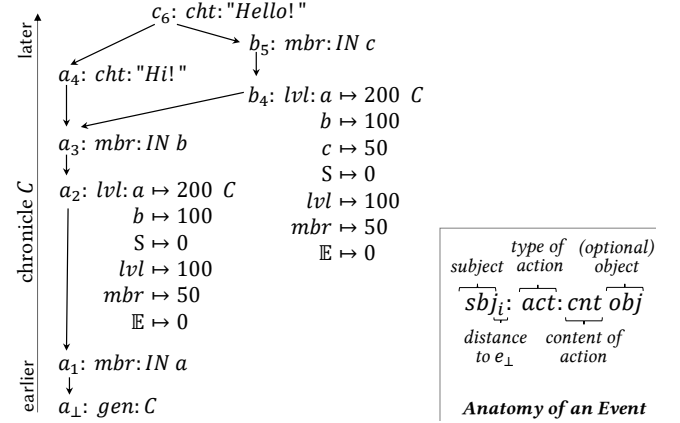 c₆: cht:"Hello!"
b₅: mbr:IN c
a₄: cht:"Hi!"
b₄: lvl:a ↦ 200 C
b ↦ 100
c ↦ 50
S ↦ 0
lvl ↦ 100
mbr ↦ 50
𝔼 ↦ 0
a₃: mbr:IN b
a₂: lvl:a ↦ 200 C
b ↦ 100
S ↦ 0
lvl ↦ 100
mbr ↦ 50
𝔼 ↦ 0
a₁: mbr:IN a
a⊥: gen:C
later
chronicle C
earlier
subject
type of
action
(optional)
object
sbjᵢ: act:cnt obj
distance
to e⊥
content of
action
Anatomy of an Event